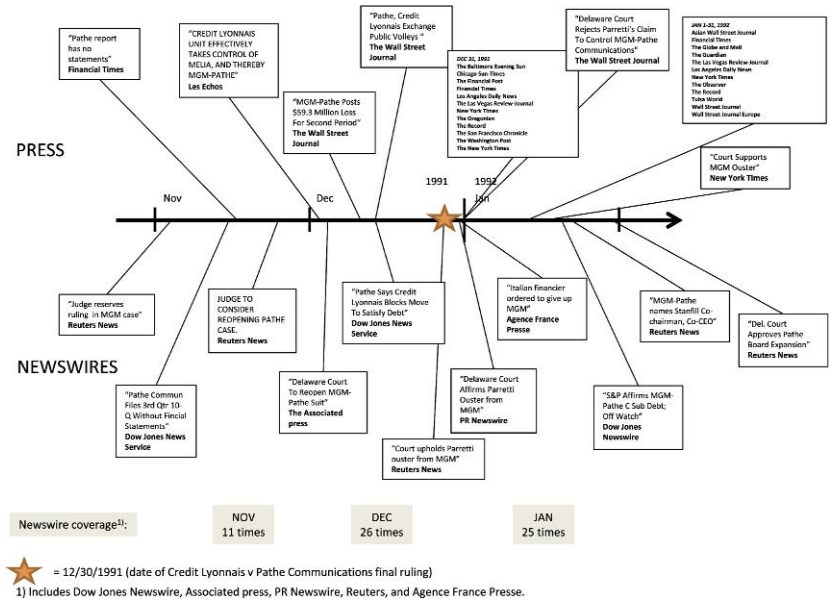 "Pathe report
has no
statements"
Financial Times
"CREDIT LYONNAIS
UNIT EFFECTIVELY
TAKES CONTROL OF
MELIA, AND THEREBY
MGM-PATHE"
Les Echos
"MGM-Pathe Posts
$59.3 Million Loss
For Second Period"
The Wall Street
Journal
"Pathe, Credit
Lyonnais Exchange
Public Volleys "
The Wall Street
Journal
DEC 31, 1991
The Baltimore Evening Sun
Chicago Sun-Times
The Financial Post
Financial Times
Los Angeles Daily News
The Las Vegas Review-Journal
New York Times
The Oregonian
The Record
The San Francisco Chronicle
The Washington Post
The New York Times
"Delaware Court
Rejects Parretti's Claim
To Control MGM-Pathe
Communications"
The Wall Street Journal
JAN 1-31, 1992
Asian Wall Street Journal
Financial Times
The Globe and Mail
The Guardian
The Las Vegas Review-Journal
Los Angeles Daily News
New York Times
The Observer
The Record
Tulsa World
Wall Street Journal
Wall Street Journal Europe
"Court Supports
MGM Ouster"
New York Times
PRESS
Nov
Dec
1991
1992
Jan
"Judge reserves
ruling in MGM case"
Reuters News
JUDGE TO
CONSIDER
REOPENING PATHE
CASE.
Reuters News
"Pathe Says Credit
Lyonnais Blocks Move
To Satisfy Debt"
Dow Jones News
Service
"Italian financier
ordered to give up
MGM"
Agence France
Presse
"MGM-Pathe
names Stanfill Co-
chairman, Co-CEO"
Reuters News
"Del. Court
Approves Pathe
Board Expansion"
Reuters News
NEWSWIRES
"Pathe Commun
Files 3rd Qtr 10-
Q Without Fincial
Statements"
Dow Jones News
Service
"Delaware Court
To Reopen MGM-
Pathe Suit"
The Associated
press
"Court upholds Parretti
ouster from MGM"
Reuters News
"Delaware Court
Affirms Parretti
Ouster from
MGM"
PR Newswire
"S&P Affirms MGM-
Pathe C Sub Debt;
Off Watch"
Dow Jones
Newswire
Newswire coverage1):
NOV
11 times
DEC
26 times
JAN
25 times
= 12/30/1991 (date of Credit Lyonnais v Pathe Communications final ruling)
1) Includes Dow Jones Newswire, Associated press, PR Newswire, Reuters, and Agence France Presse.